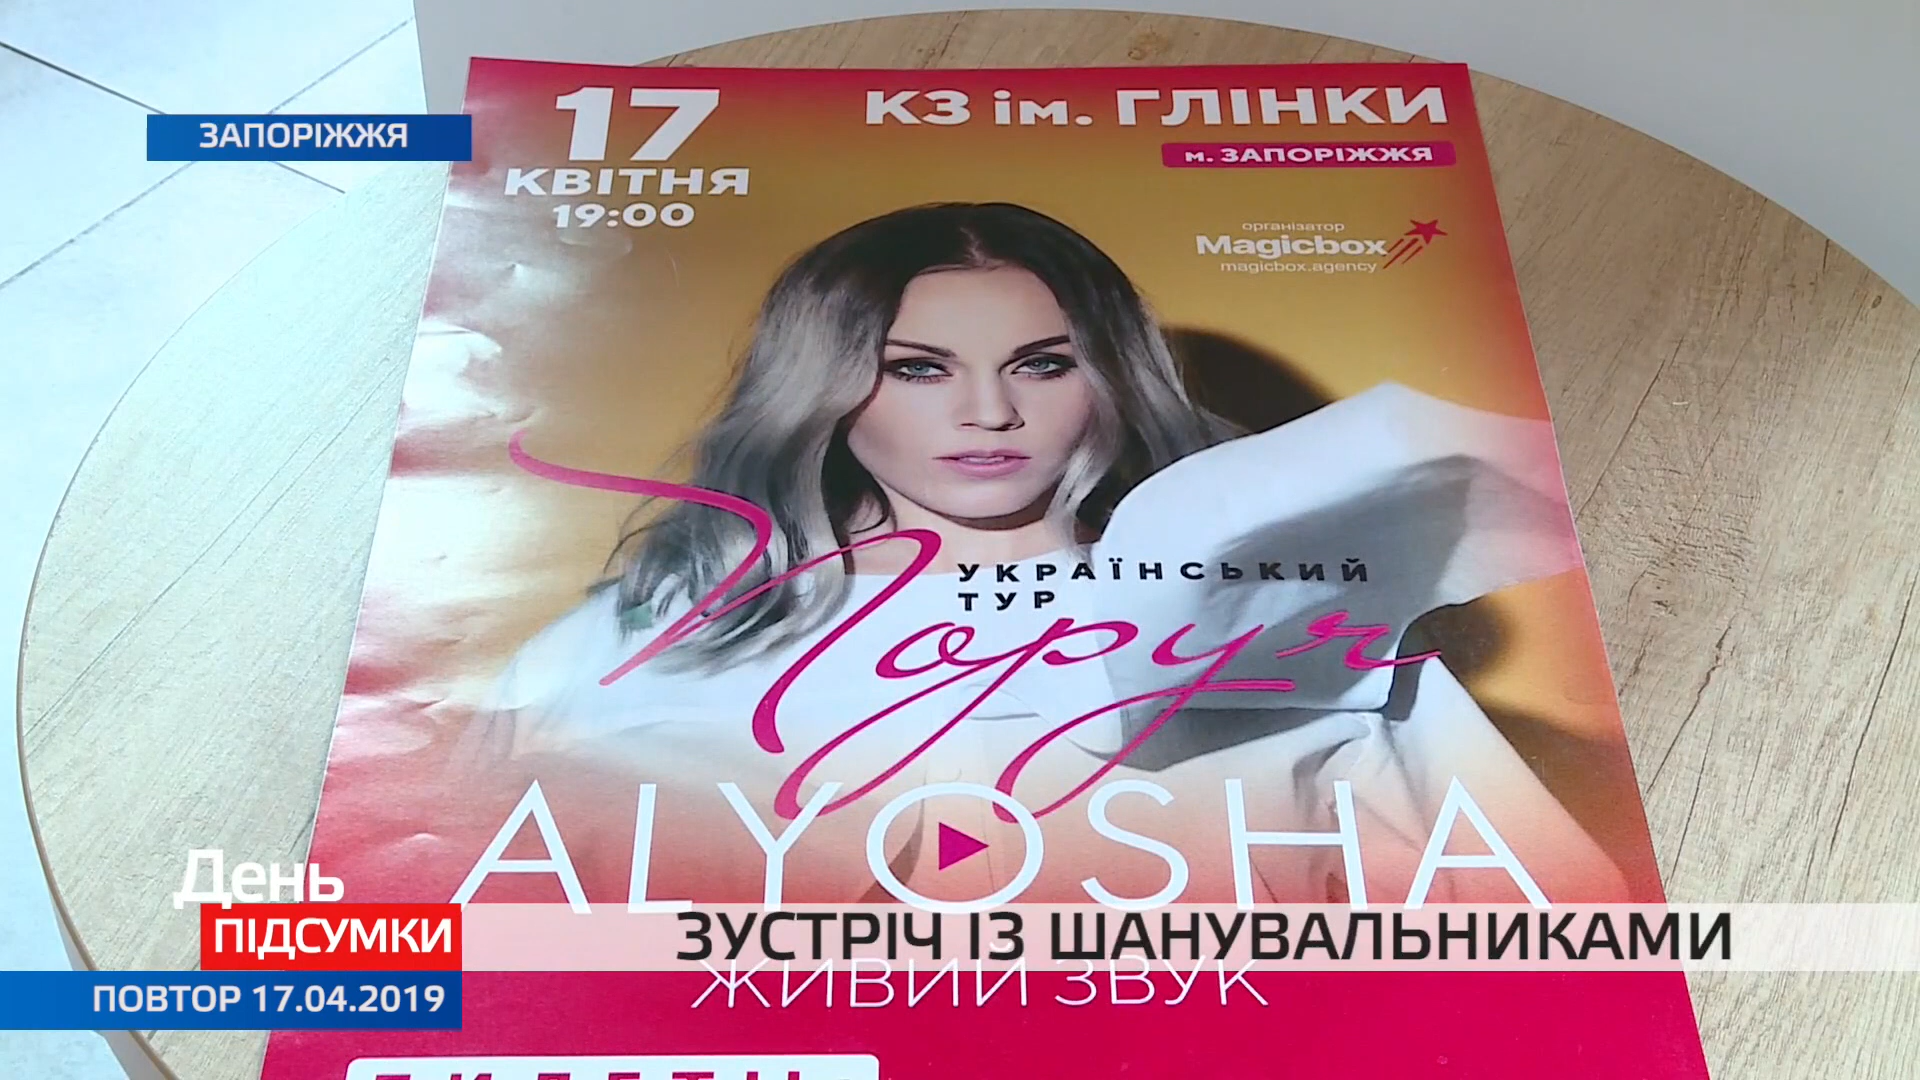 ЗАПОРІЖЖЯ
17
КВІТНЯ
19:00
КЗ ім. ГЛІНКИ
м. ЗАПОРІЖЖЯ
організатор
Magicbox
magicbox.agency
УКРАЇНСЬКИЙ
ТУР
Поруч
ALYOSHA
День
ПІДСУМКИ
ЗУСТРІЧ ІЗ ШАНУВАЛЬНИКАМИ
ЖИВИЙ ЗВУК
ПОВТОР 17.04.2019